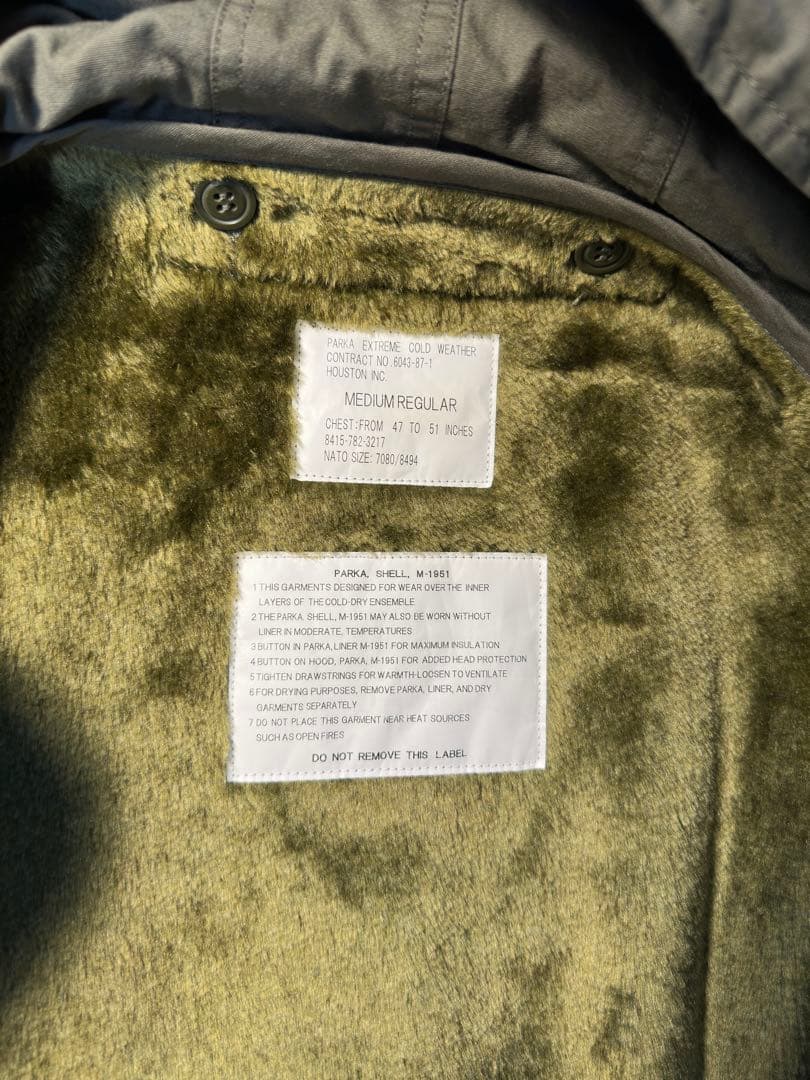 PARKA EXTREME COLD WEATHER
CONTRACT NO.6043-87-1
HOUSTON INC.
MEDIUM REGULAR
CHEST:FROM 47 TO 51 INCHES
8415-782-3217
NATO SIZE: 7080/8494
PARKA, SHELL, M-1951
1 THIS GARMENTS DESIGNED FOR WEAR OVER THE INNER
LAYERS OF THE COLD-DRY ENSEMBLE
2 THE PARKA, SHELL, M-1951 MAY ALSO BE WORN WITHOUT
LINER IN MODERATE, TEMPERATURES
3 BUTTON IN PARKA, LINER M-1951 FOR MAXIMUM INSULATION
4 BUTTON ON HOOD, PARKA, M-1951 FOR ADDED HEAD PROTECTION
5 TIGHTEN DRAWSTRINGS FOR WARMTH-LOOSEN TO VENTILATE
6 FOR DRYING PURPOSES, REMOVE PARKA, LINER, AND DRY
GARMENTS SEPARATELY
7 DO NOT PLACE THIS GARMENT NEAR HEAT SOURCES
SUCH AS OPEN FIRES
DO NOT REMOVE THIS LABEL